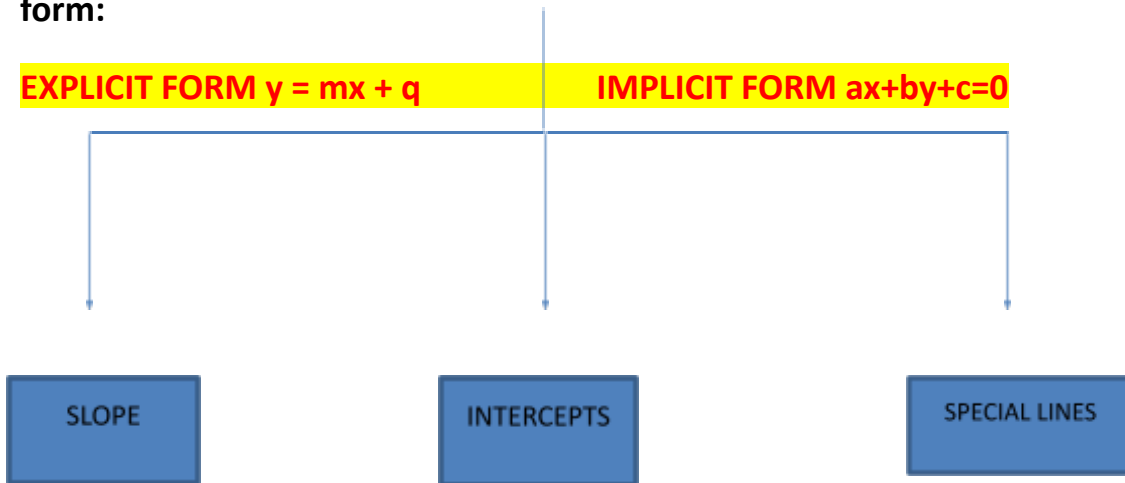 form:
EXPLICIT FORM y = mx + q IMPLICIT FORM ax+by+c=0
SLOPE
INTERCEPTS
SPECIAL LINES